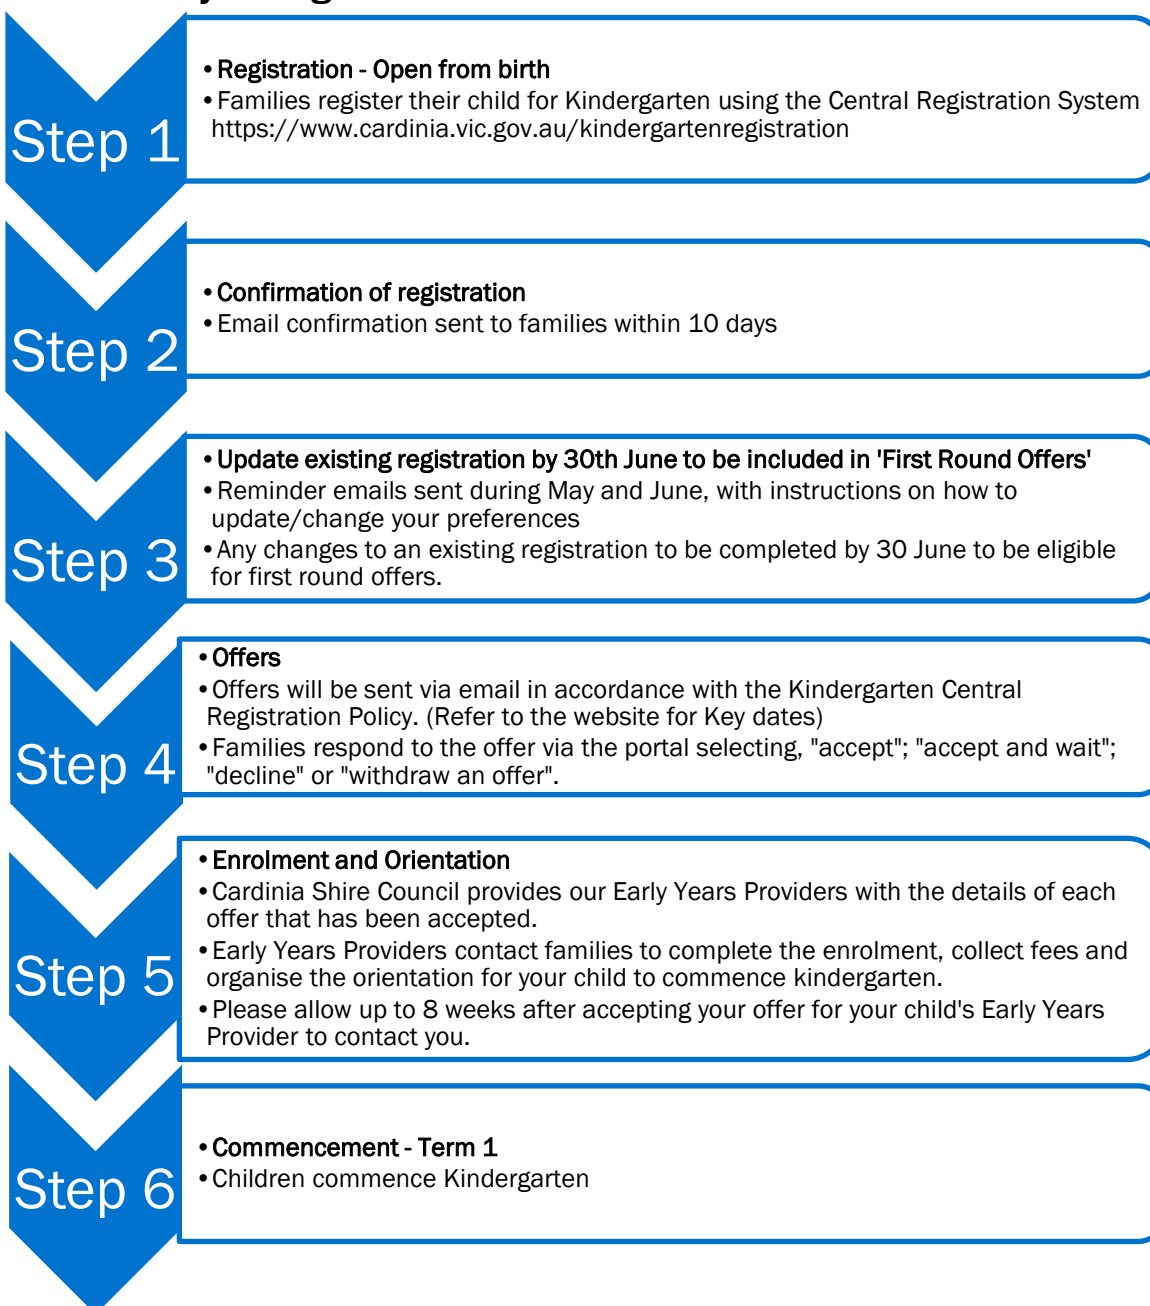 Step 1
•Registration - Open from birth
•Families register their child for Kindergarten using the Central Registration System
https://www.cardinia.vic.gov.au/kindergartenregistration
Step 2
•Confirmation of registration
•Email confirmation sent to families within 10 days
Step 3
•Update existing registration by 30th June to be included in 'First Round Offers'
•Reminder emails sent during May and June, with instructions on how to
update/change your preferences
•Any changes to an existing registration to be completed by 30 June to be eligible
for first round offers.
Step 4
•Offers
•Offers will be sent via email in accordance with the Kindergarten Central
Registration Policy. (Refer to the website for Key dates)
•Families respond to the offer via the portal selecting, "accept"; "accept and wait";
"decline" or "withdraw an offer".
Step 5
•Enrolment and Orientation
•Cardinia Shire Council provides our Early Years Providers with the details of each
offer that has been accepted.
•Early Years Providers contact families to complete the enrolment, collect fees and
organise the orientation for your child to commence kindergarten.
•Please allow up to 8 weeks after accepting your offer for your child's Early Years
Provider to contact you.
Step 6
•Commencement - Term 1
•Children commence Kindergarten